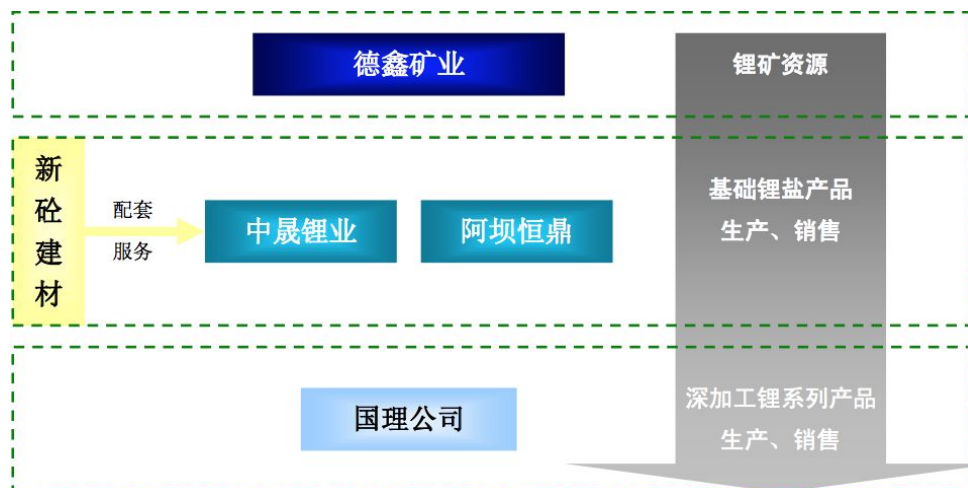 德鑫矿业
锂矿资源
新砼建材
配套
服务
中晟锂业
阿坝恒鼎
基础锂盐产品
生产、销售
国理公司
深加工锂系列产品
生产、销售